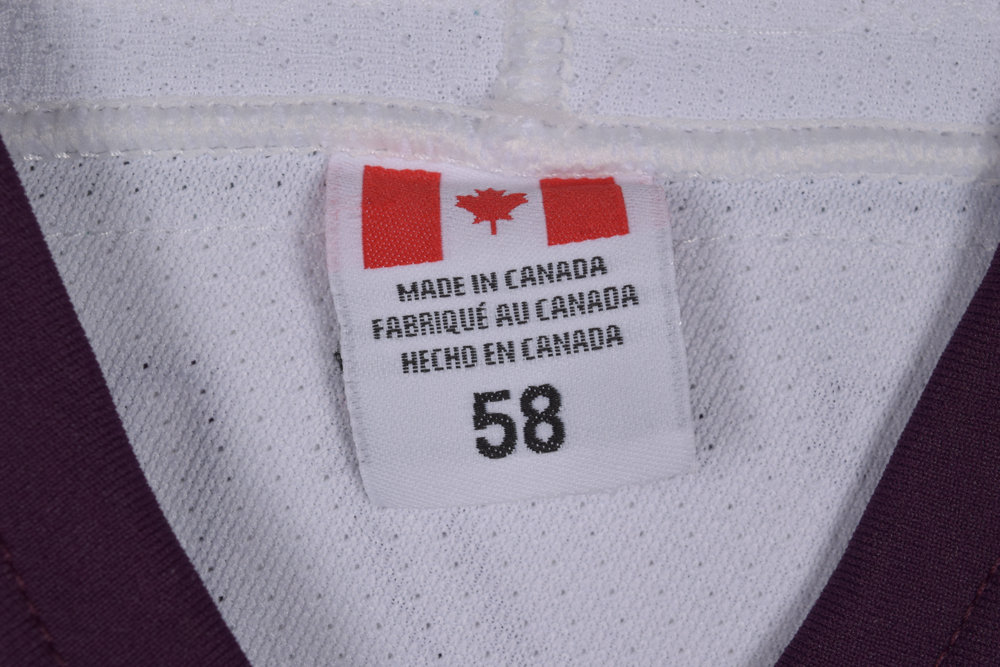 MADE IN CANADA
FABRIQUÉ AU CANADA
HECHO EN CANADA
58